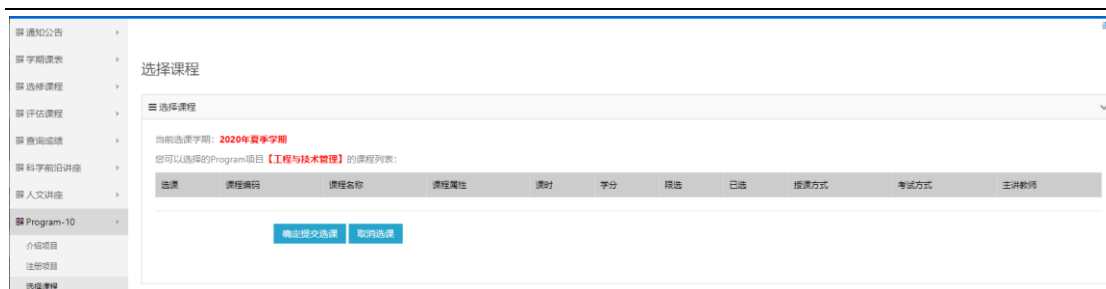 通知公告
学期课表
选修课程
评估课程
查询成绩
科学前沿讲座
人文讲座
Program-10
介绍项目
注册项目
选择课程
选择课程
选择课程
当前选课学期：2020年夏季学期
您可以选择的Program项目【工程与技术管理】的课程列表：
选课 课程编码 课程名称 课程属性 课时 学分 限选 已选 授课方式 考试方式 主讲教师
确定提交选课 取消选课